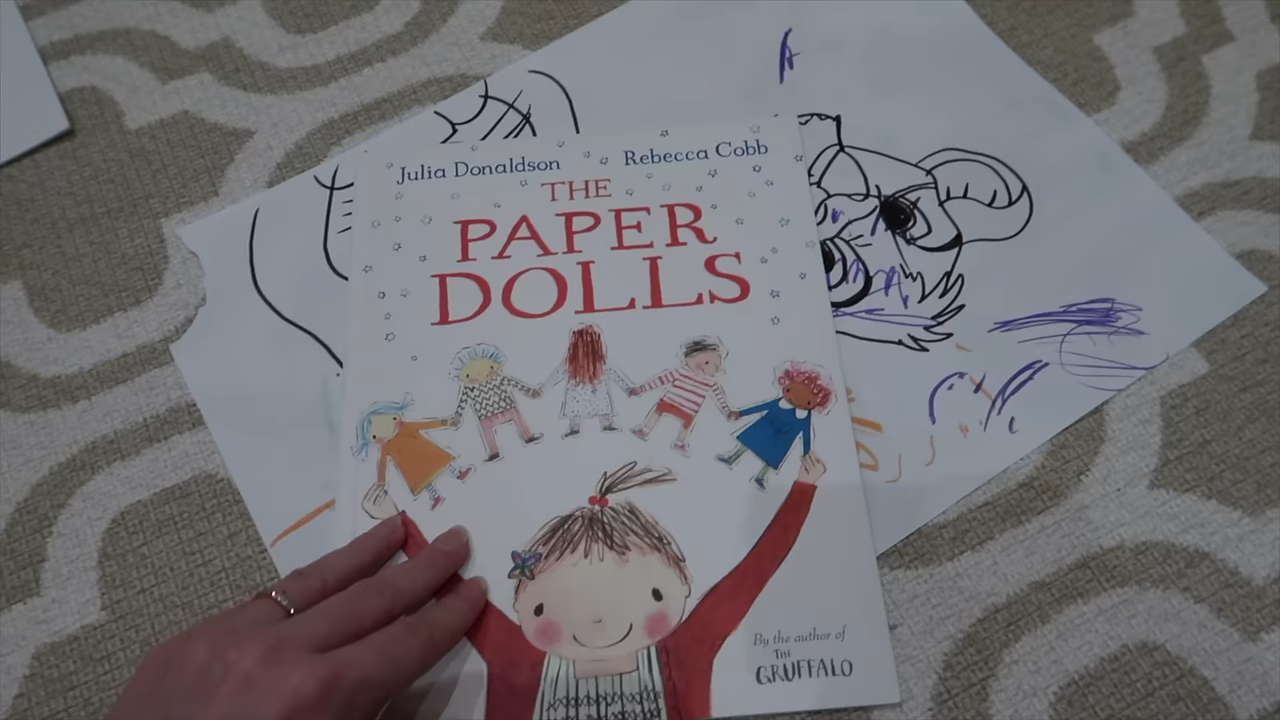 A
Julia Donaldson Rebecca Cobb
THE
PAPER
DOLLS
By the author of
THE
GRUFFALO